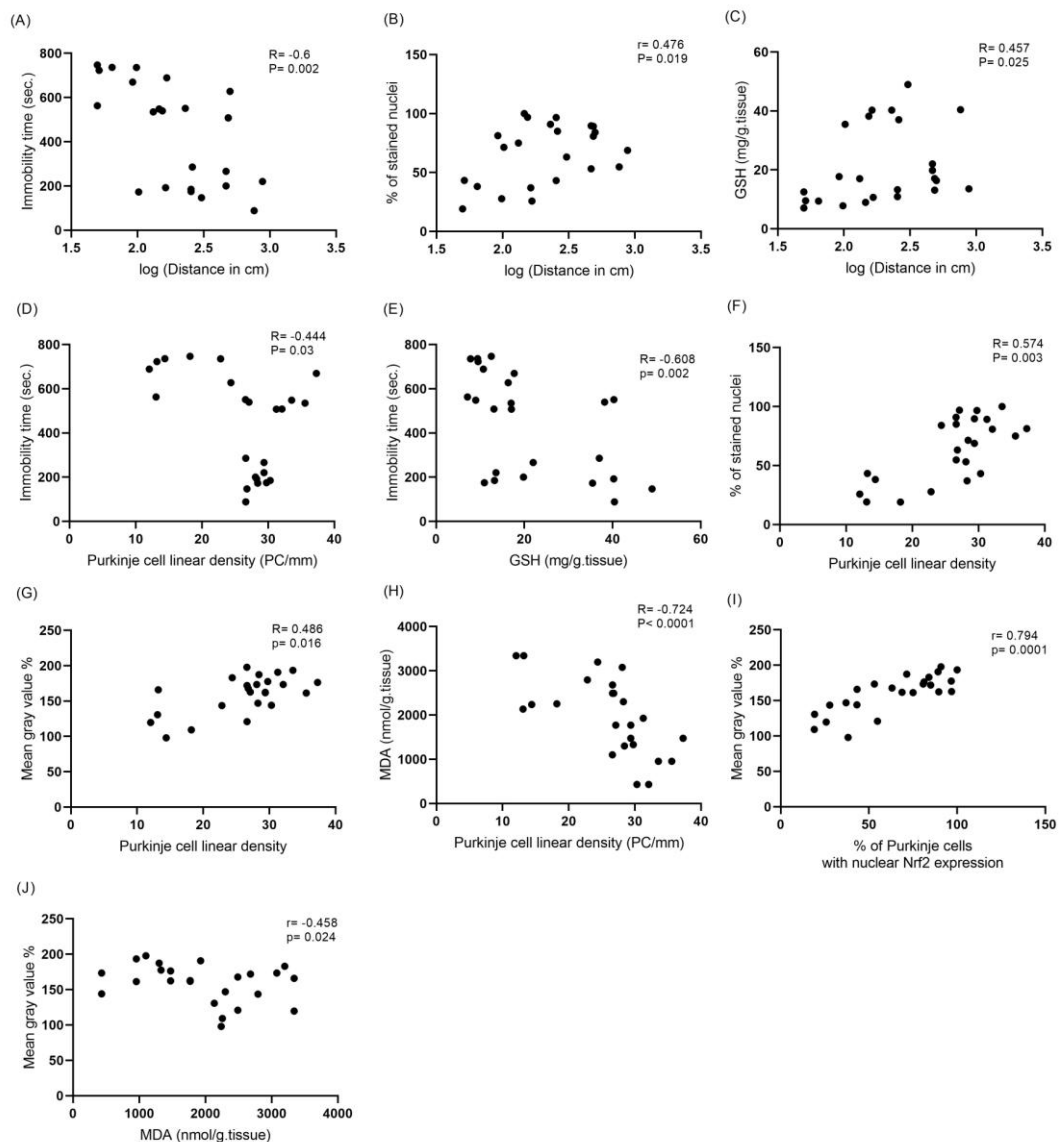 (A)
R= -0.6
P= 0.002
800
600
400
200
0
Immobility time (sec.)
1.5 2.0 2.5 3.0 3.5
log (Distance in cm)
(B)
r= 0.476
P= 0.019
150
100
50
0
% of stained nuclei
1.5 2.0 2.5 3.0 3.5
log (Distance in cm)
(C)
R= 0.457
P= 0.025
60
40
20
0
GSH (mg/g.tissue)
1.5 2.0 2.5 3.0 3.5
log (Distance in cm)
(D)
R= -0.444
P= 0.03
800
600
400
200
0
Immobility time (sec.)
0 10 20 30 40
Purkinje cell linear density (PC/mm)
(E)
R= -0.608
p= 0.002
800
600
400
200
0
Immobility time (sec.)
0 20 40 60
GSH (mg/g.tissue)
(F)
R= 0.574
P= 0.003
150
100
50
0
% of stained nuclei
0 10 20 30 40
Purkinje cell linear density
(G)
R= 0.486
p= 0.016
250
200
150
100
50
0
Mean gray value %
0 10 20 30 40
Purkinje cell linear density
(H)
R= -0.724
P< 0.0001
4000
3000
2000
1000
0
MDA (nmol/g.tissue)
0 10 20 30 40
Purkinje cell linear density (PC/mm)
(I)
r= 0.794
p= 0.0001
250
200
150
100
50
0
Mean gray value %
0 50 100 150
% of Purkinje cells
with nuclear Nrf2 expression
(J)
r= -0.458
p= 0.024
250
200
150
100
50
0
Mean gray value %
0 1000 2000 3000 4000
MDA (nmol/g.tissue)